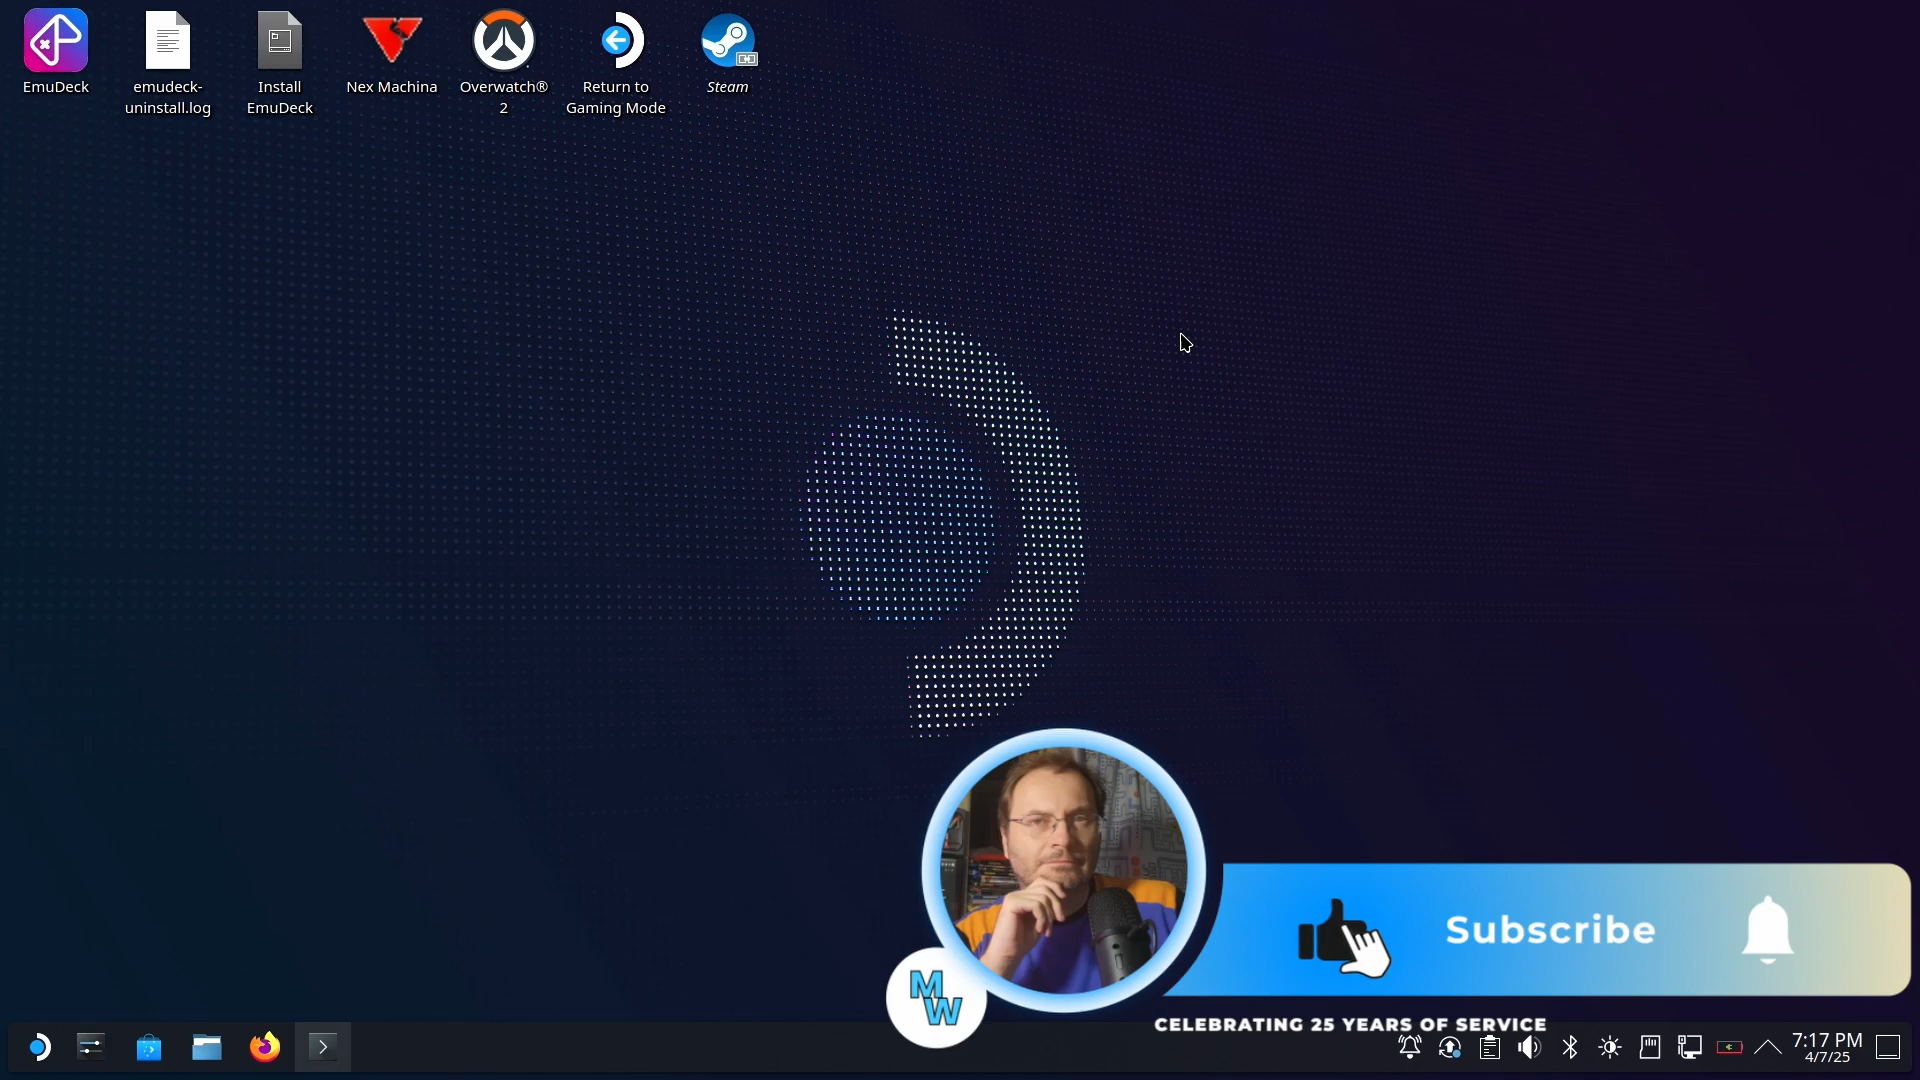 EmuDeck
emudeck-
uninstall.log
Install
EmuDeck
Nex Machina
Overwatch®
2
Return to
Gaming Mode
Steam
Subscribe
M
W
CELEBRATING 25 YEARS OF SERVICE
7:17 PM
4/7/25